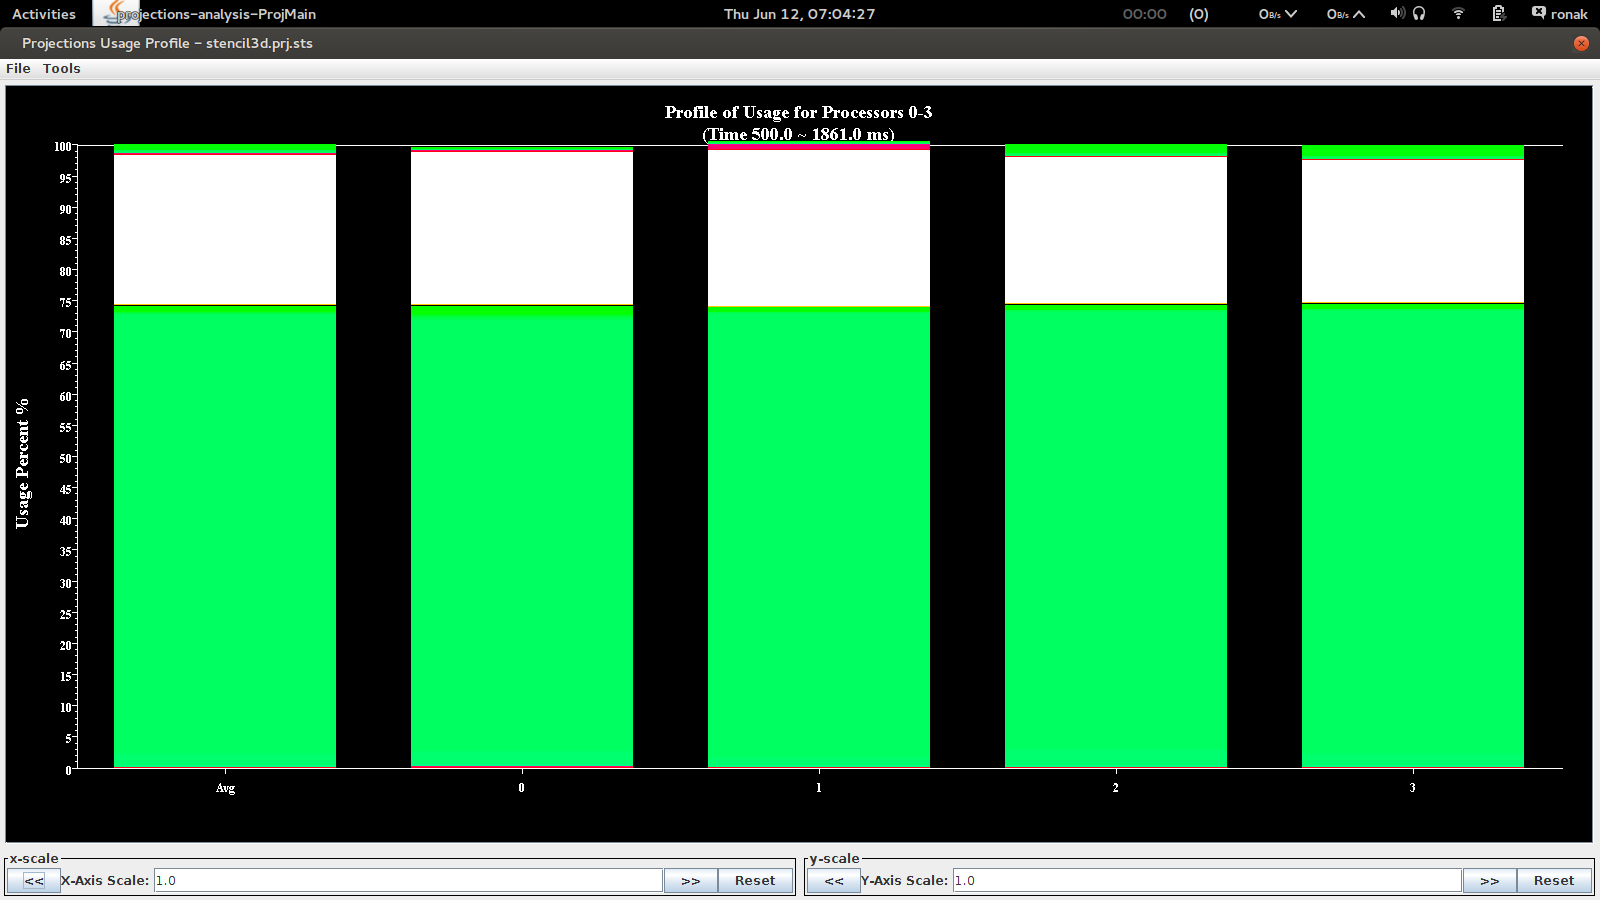 Activities projections-analysis-ProjMain Thu Jun 12, 07:04:27 00:00 (0) 0B/s 0B/s ronak
Projections Usage Profile - stencil3d.prj.sts
File Tools
Profile of Usage for Processors 0-3
(Time 500.0 ~ 1861.0 ms)
Usage Percent %
100
95
90
85
80
75
70
65
60
55
50
45
40
35
30
25
20
15
10
5
0
Avg 0 1 2 3
x-scale
<< X-Axis Scale: 1.0 >> Reset
y-scale
<< Y-Axis Scale: 1.0 >> Reset